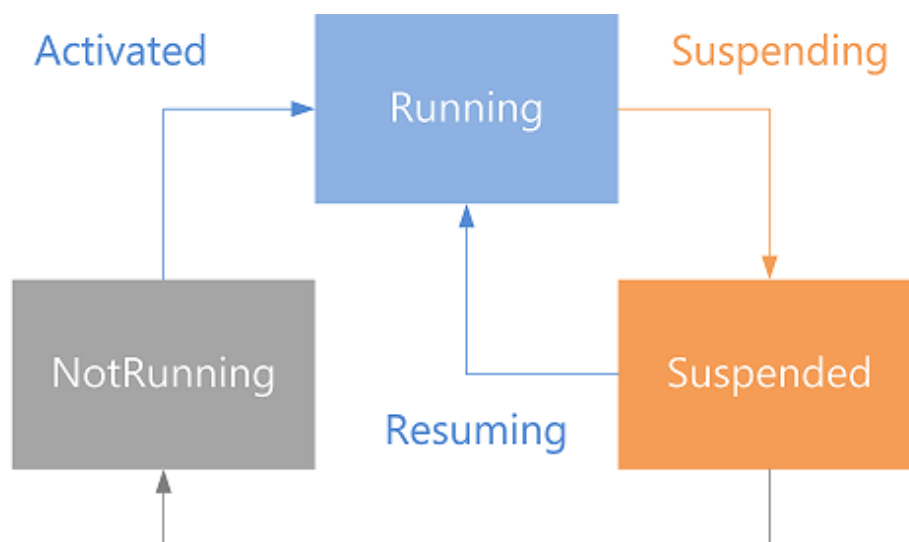 Activated
Running
Suspending
NotRunning
Suspended
Resuming